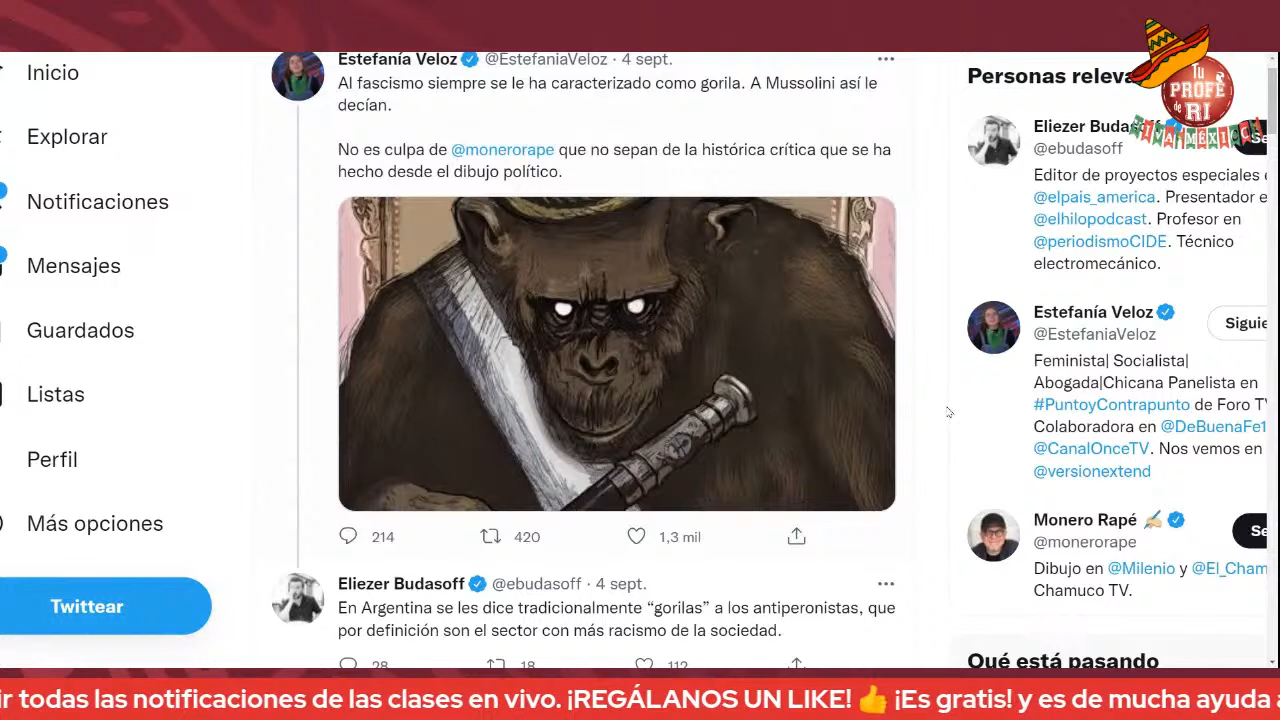 Inicio
Explorar
Notificaciones
Mensajes
Guardados
Listas
Perfil
Más opciones
Twittear
Estefanía Veloz @EstefaniaVeloz · 4 sept.
Al fascismo siempre se le ha caracterizado como gorila. A Mussolini así le
decían.
No es culpa de @monerorape que no sepan de la histórica crítica que se ha
hecho desde el dibujo político.
214 420 1,3 mil
Eliezer Budasoff @ebudasoff · 4 sept.
En Argentina se les dice tradicionalmente “gorilas” a los antiperonistas, que
por definición son el sector con más racismo de la sociedad.
28 18 112
Personas releva
Tu
PROFE
de RI
VIVA MÉXICO
Eliezer Budasoff
@ebudasoff
Se
Editor de proyectos especiales e
@elpais_america. Presentador e
@elhilopodcast. Profesor en
@periodismoCIDE. Técnico
electromecánico.
Estefanía Veloz
@EstefaniaVeloz
Siguie
Feminista| Socialista|
Abogada|Chicana Panelista en
#PuntoyContrapunto de Foro TV
Colaboradora en @DeBuenaFe1
@CanalOnceTV. Nos vemos en
@versionextend
Monero Rapé
@monerorape
Se
Dibujo en @Milenio y @El_Cham
Chamuco TV.
Qué está pasando
ir todas las notificaciones de las clases en vivo. ¡REGÁLANOS UN LIKE! 👍 ¡Es gratis! y es de mucha ayuda a